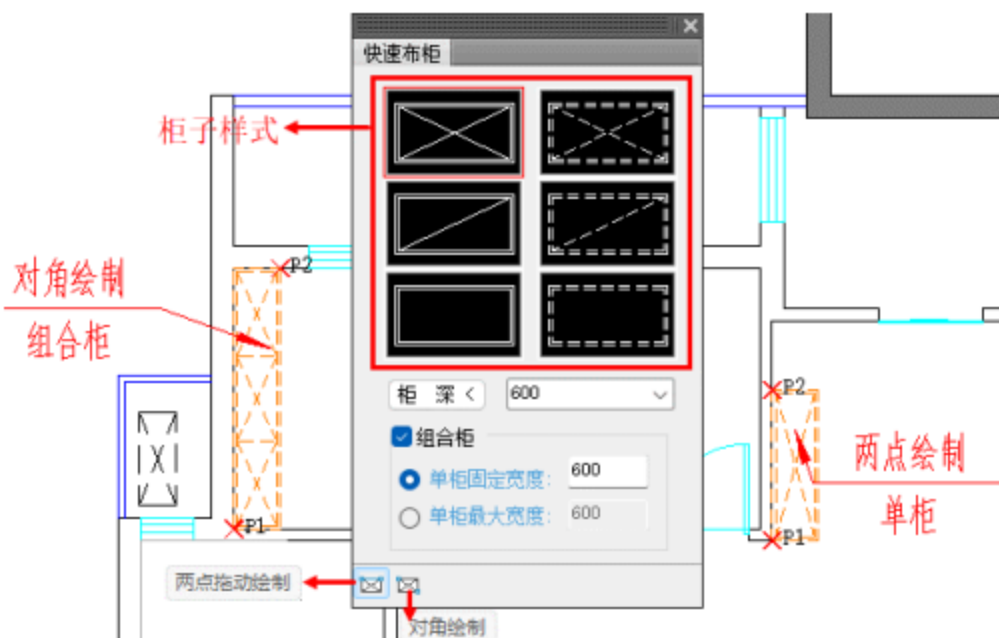 快速布柜
柜子样式
P2
对角绘制
组合柜
P1
柜 深 <
600
组合柜
单柜固定宽度:
600
单柜最大宽度:
600
P2
两点绘制
单柜
P1
两点拖动绘制
对角绘制